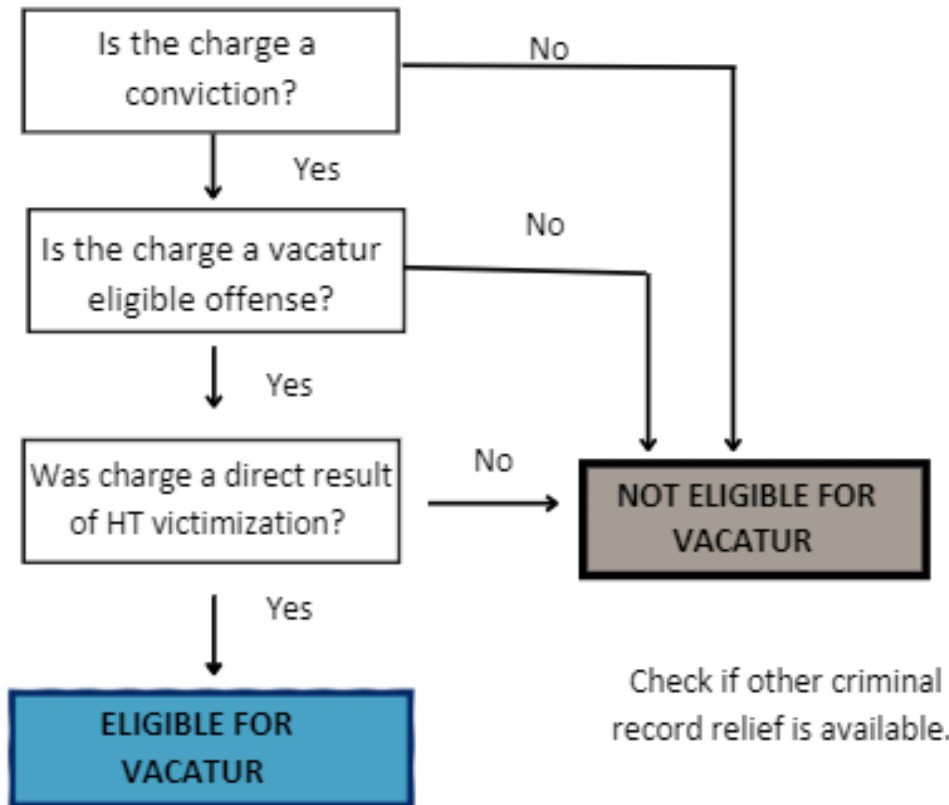 Is the charge a
conviction?
No
Yes
Is the charge a vacatur
eligible offense?
No
Yes
Was charge a direct result
of HT victimization?
No
NOT ELIGIBLE FOR
VACATUR
Yes
Check if other criminal
record relief is available.
ELIGIBLE FOR
VACATUR